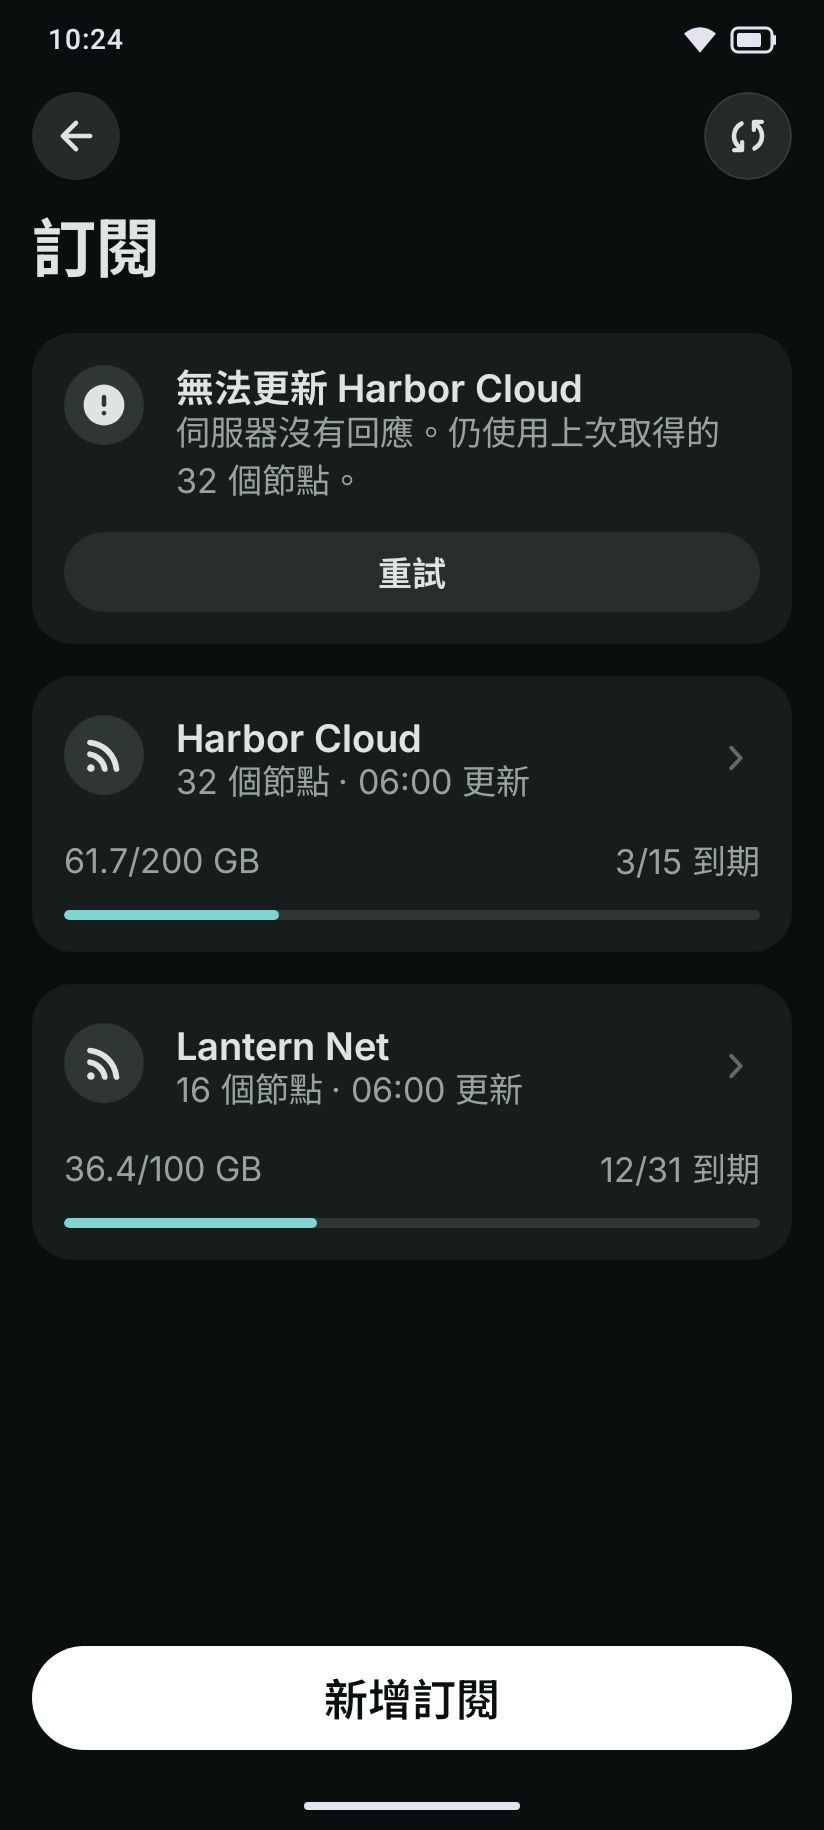 10:24
訂閱
無法更新 Harbor Cloud
伺服器沒有回應。仍使用上次取得的
32 個節點。
重試
Harbor Cloud
32 個節點 · 06:00 更新
61.7/200 GB
3/15 到期
Lantern Net
16 個節點 · 06:00 更新
36.4/100 GB
12/31 到期
新增訂閱